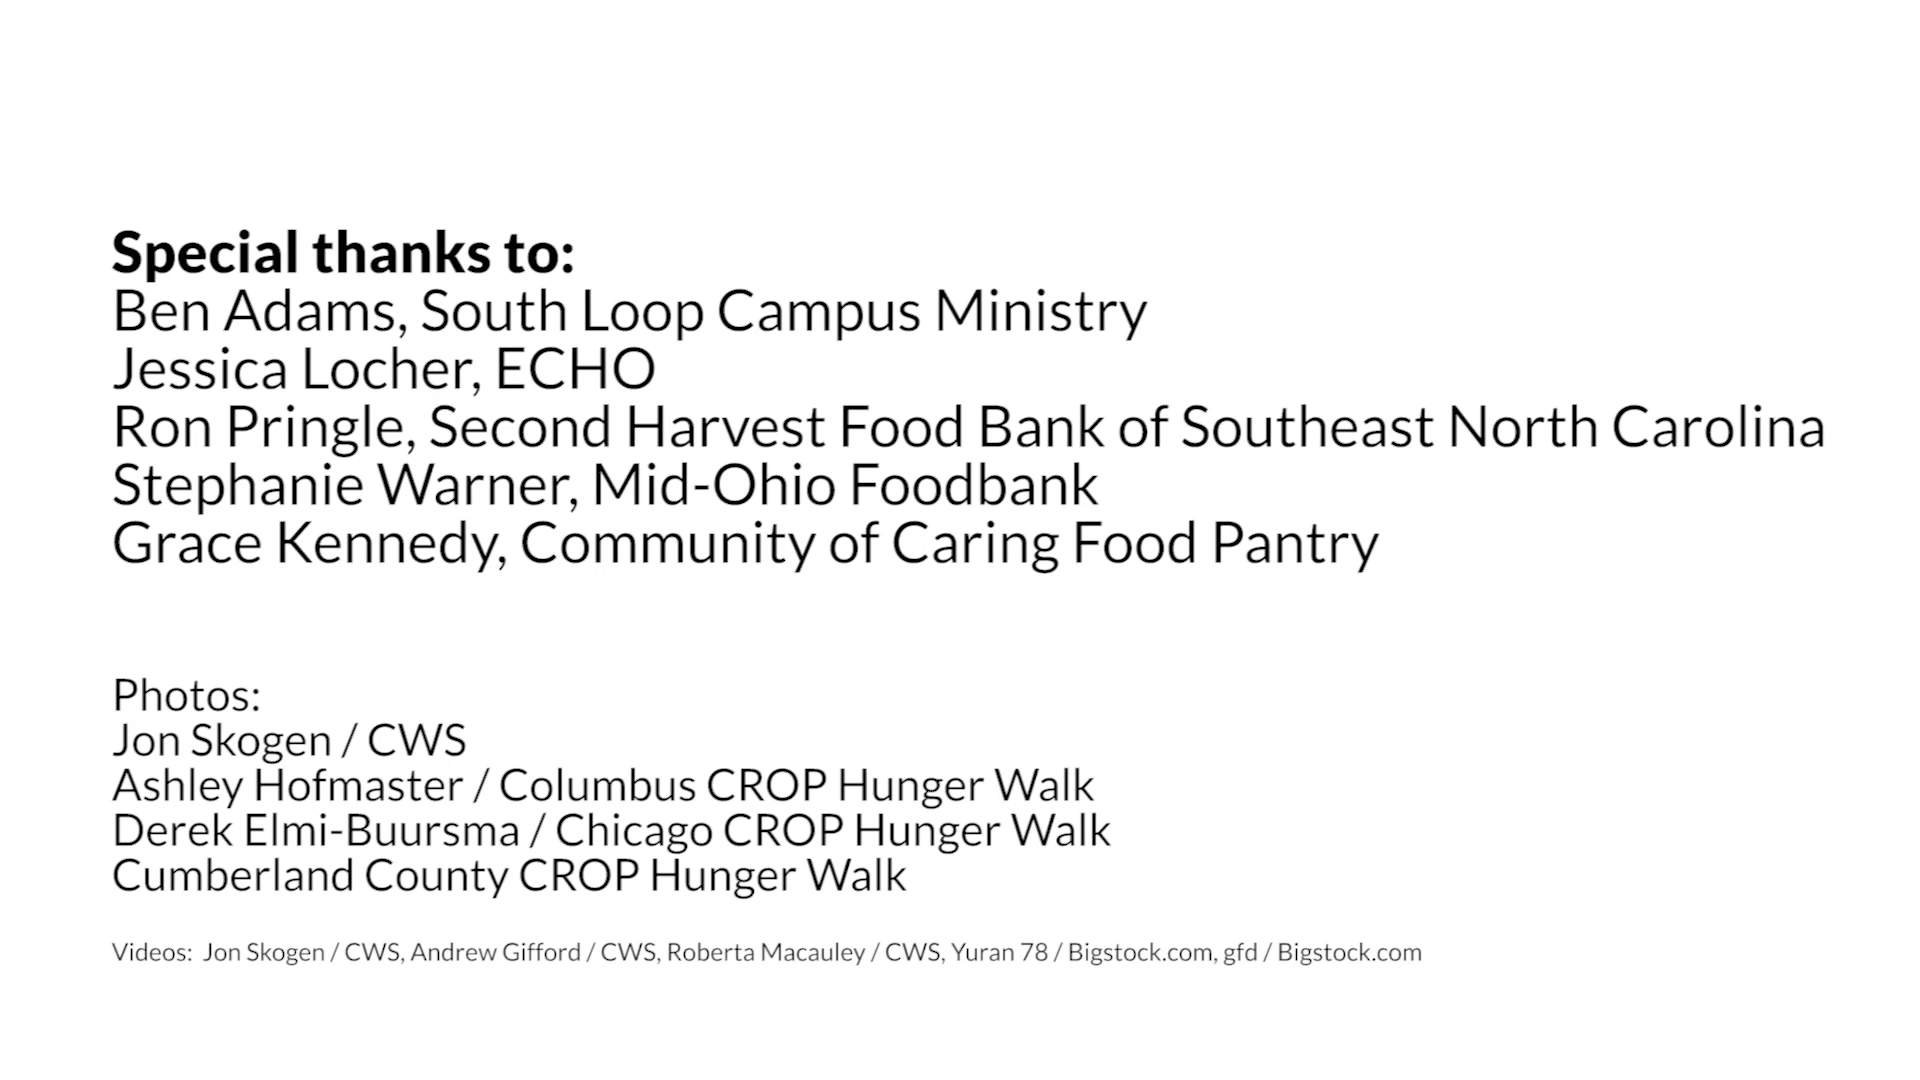 Special thanks to:
Ben Adams, South Loop Campus Ministry
Jessica Locher, ECHO
Ron Pringle, Second Harvest Food Bank of Southeast North Carolina
Stephanie Warner, Mid-Ohio Foodbank
Grace Kennedy, Community of Caring Food Pantry
Photos:
Jon Skogen / CWS
Ashley Hofmaster / Columbus CROP Hunger Walk
Derek Elmi-Buursma / Chicago CROP Hunger Walk
Cumberland County CROP Hunger Walk
Videos: Jon Skogen / CWS, Andrew Gifford / CWS, Roberta Macauley / CWS, Yuran 78 / Bigstock.com, gfd / Bigstock.com